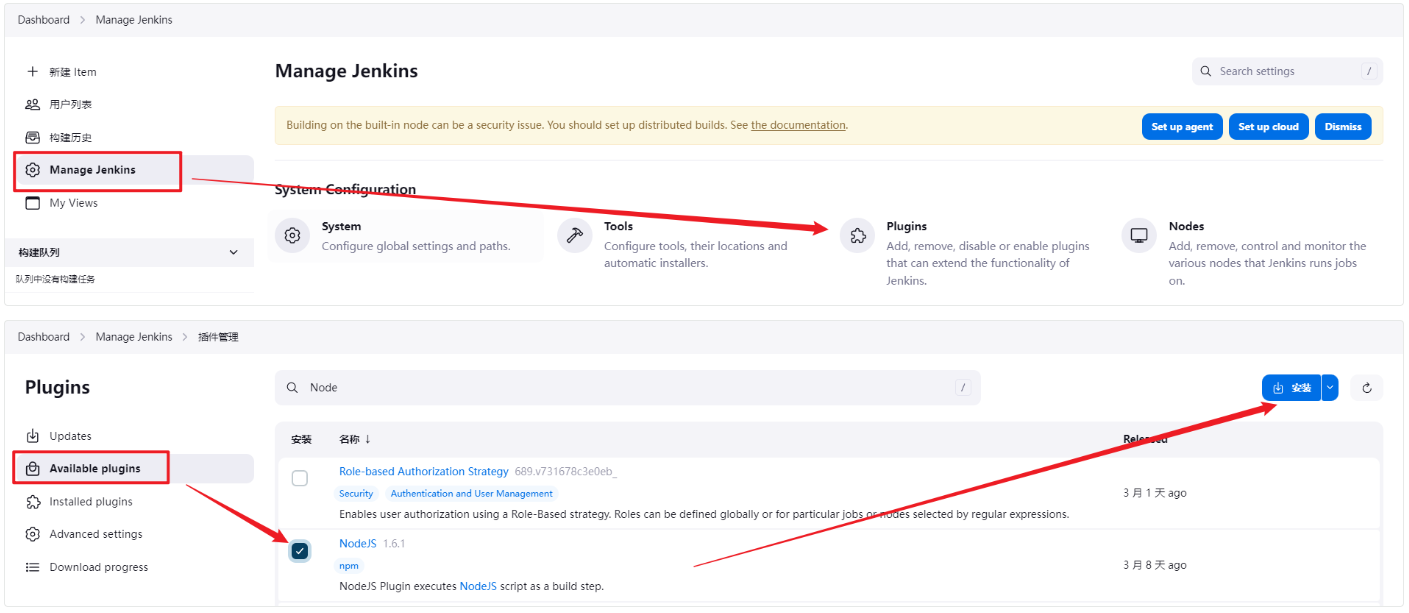 Dashboard > Manage Jenkins
新建 Item
用户列表
构建历史
Manage Jenkins
My Views
构建队列
队列中没有构建任务
Manage Jenkins
Search settings /
Building on the built-in node can be a security issue. You should set up distributed builds. See the documentation.
Set up agent Set up cloud Dismiss
System Configuration
System
Configure global settings and paths.
Tools
Configure tools, their locations and
automatic installers.
Plugins
Add, remove, disable or enable plugins
that can extend the functionality of
Jenkins.
Nodes
Add, remove, control and monitor the
various nodes that Jenkins runs jobs
on.
Dashboard > Manage Jenkins > 插件管理
Plugins
Updates
Available plugins
Installed plugins
Advanced settings
Download progress
Node /
安装
安装 名称 ↓ Released
Role-based Authorization Strategy 689.v731678c3e0eb_
Security Authentication and User Management
Enables user authorization using a Role-Based strategy. Roles can be defined globally or for particular jobs or nodes selected by regular expressions.
3 月 1 天 ago
NodeJS 1.6.1
npm
NodeJS Plugin executes NodeJS script as a build step.
3 月 8 天 ago